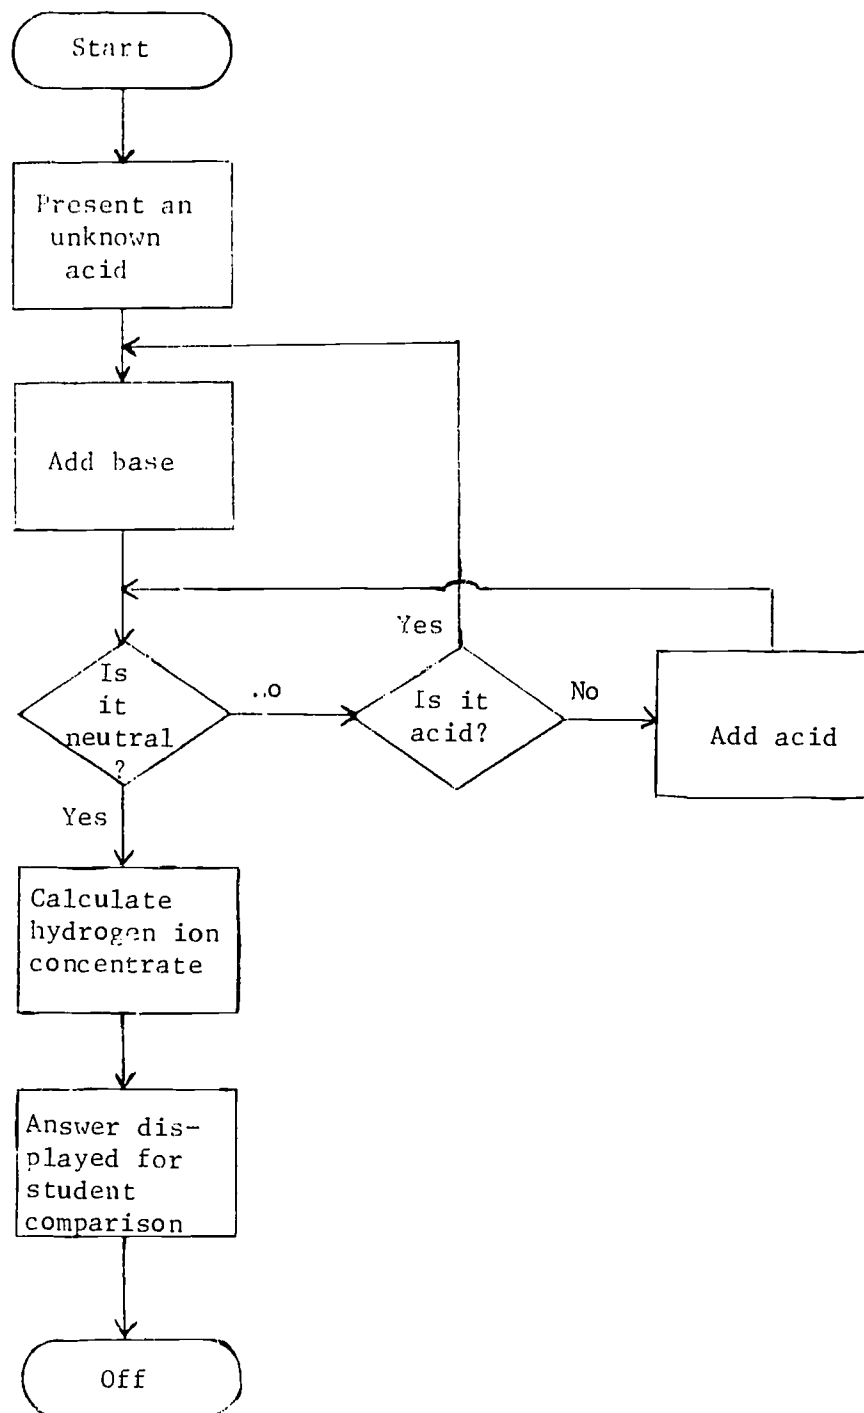 Start
Present an
unknown
acid
Add base
Yes
Is
it
neutral
?
Is it
acid?
No
Add acid
Yes
Calculate
hydrogen ion
concentrate
Answer dis-
played for
student
comparison
Off